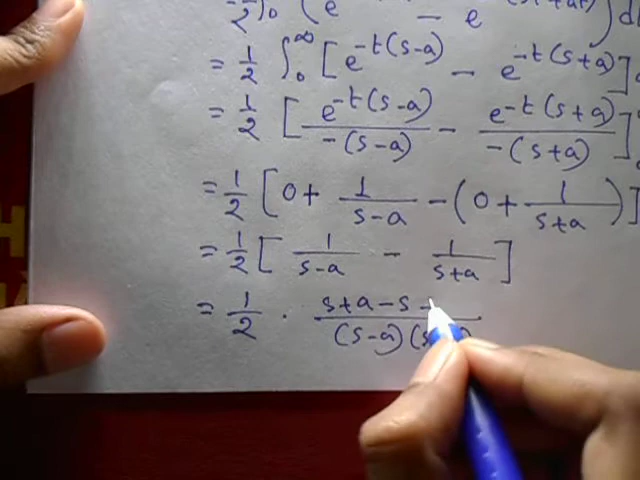 = 1/2 ∫₀^∞ [e^{-t(s-a)} - e^{-t(s+a)}]
= 1/2 [e^{-t(s-a)}/-(s-a) - e^{-t(s+a)}/-(s+a)]
= 1/2 [0 + 1/(s-a) - (0 + 1/(s+a))]
= 1/2 [1/(s-a) - 1/(s+a)]
= 1/2 · s+a-s+/(s-a)(s